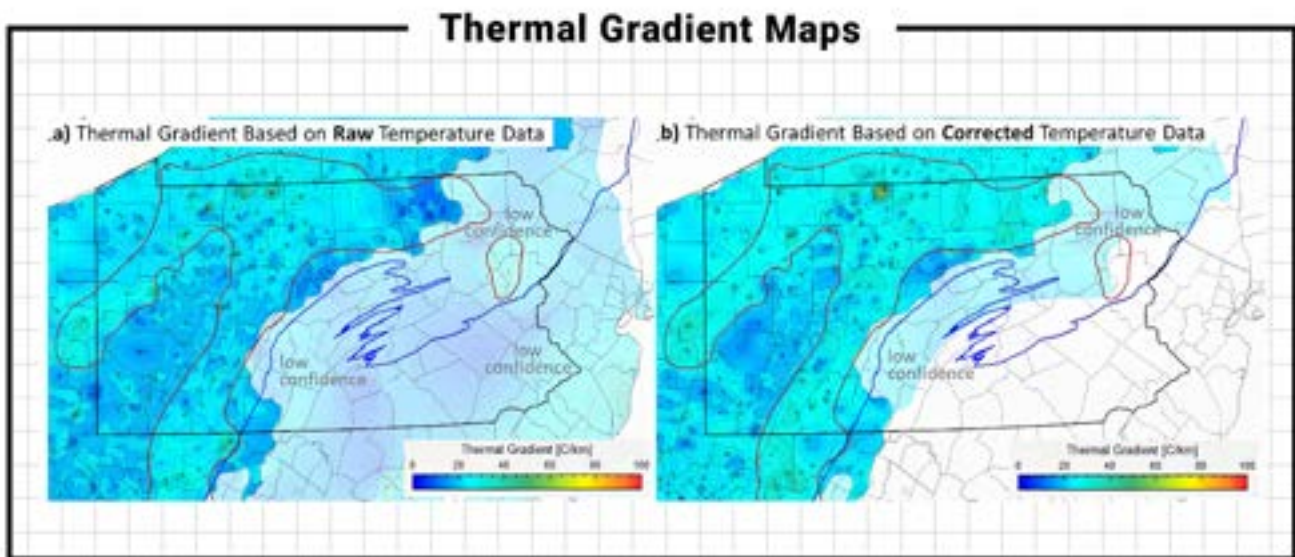 Thermal Gradient Maps
.a) Thermal Gradient Based on Raw Temperature Data
low
confidence
low
confidence
low
confidence
Thermal Gradient [C/km]
0 20 40 60 80 100
.b) Thermal Gradient Based on Corrected Temperature Data
low
confidence
low
confidence
Thermal Gradient [C/km]
0 20 40 60 80 100